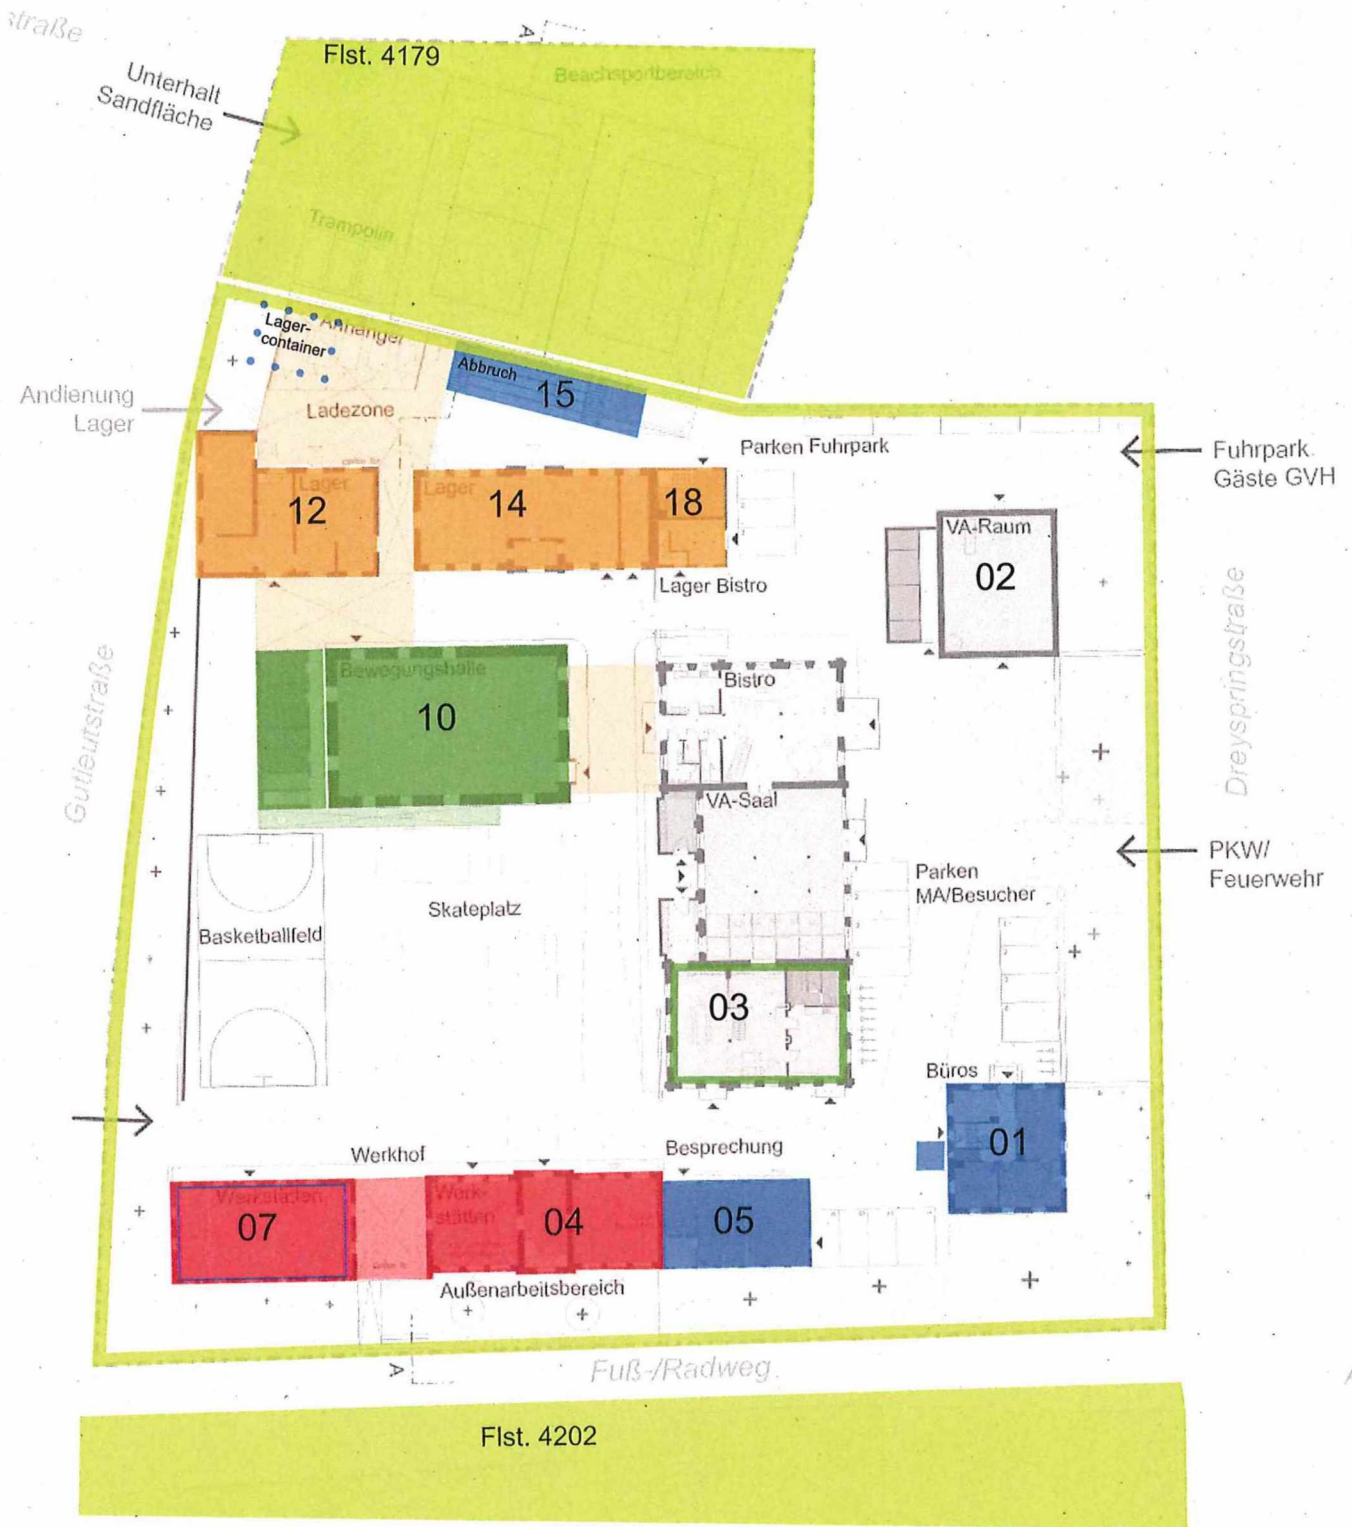 straße
A
Flst. 4179
Beachsportbereich
Unterhalt
Sandfläche
Trampolin
Lager-
container
Anhänger
Abbruch
15
Andienung
Lager
Ladezone
Parken Fuhrpark
Fuhrpark
Gäste GVH
Lager
12
Lager
14
18
VA-Raum
02
Lager Bistro
Gutleutstraße
Dreyspringstraße
Bewegungshalle
10
Bistro
VA-Saal
PKW/
Feuerwehr
Parken
MA/Besucher
Skateplatz
Basketballfeld
03
Büros
01
Werkhof
Besprechung
Werkstätten
07
Werk-
stätten
04
05
Außenarbeitsbereich
A
Fuß-/Radweg
Flst. 4202